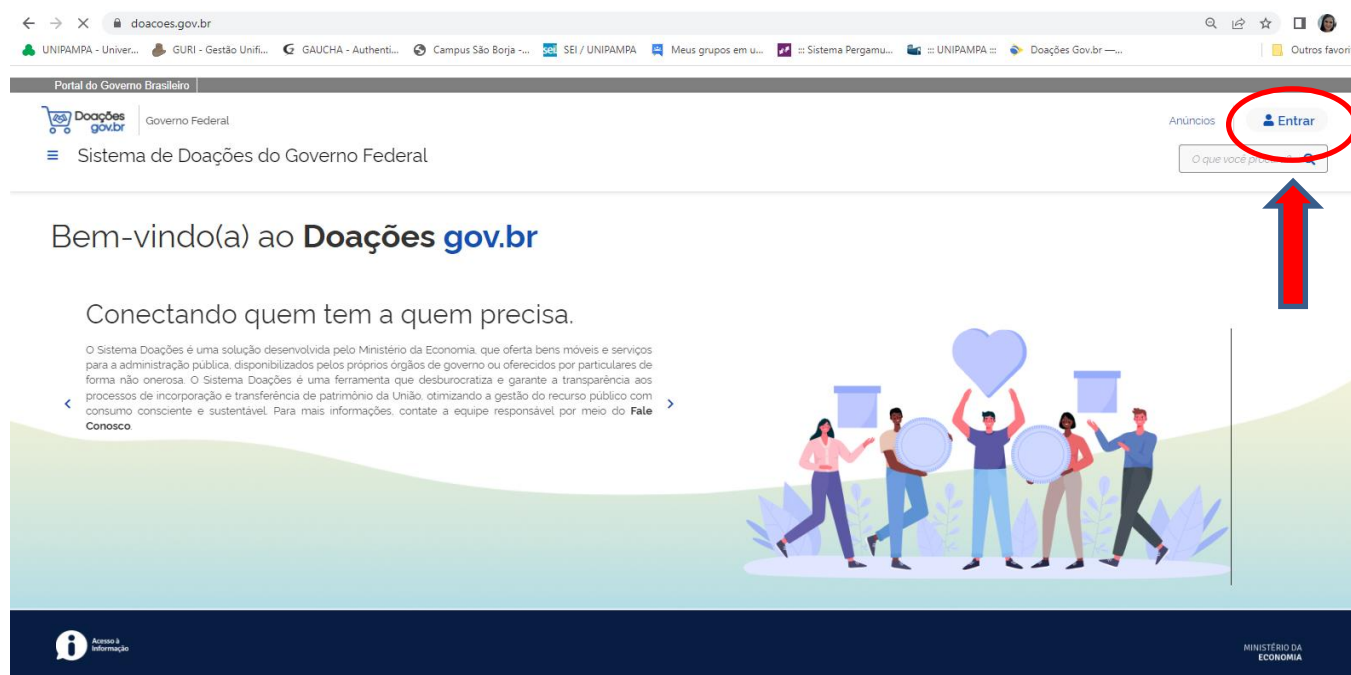 doacoes.gov.br
UNIPAMPA - Univer... GURI - Gestão Unifi... GAUCHA - Authenti... Campus São Borja -... SEI / UNIPAMPA Meus grupos em u... ::: Sistema Pergamu... ::: UNIPAMPA ::: Doações Gov.br —... Outros favori
Portal do Governo Brasileiro
Doações
gov.br
Governo Federal
Anúncios
Entrar
Sistema de Doações do Governo Federal
O que você
Bem-vindo(a) ao Doações gov.br
Conectando quem tem a quem precisa.
O Sistema Doações é uma solução desenvolvida pelo Ministério da Economia, que oferta bens móveis e serviços
para a administração pública, disponibilizados pelos próprios órgãos de governo ou oferecidos por particulares de
forma não onerosa. O Sistema Doações é uma ferramenta que desburocratiza e garante a transparência aos
processos de incorporação e transferência de patrimônio da União, otimizando a gestão do recurso público com
consumo consciente e sustentável. Para mais informações, contate a equipe responsável por meio do Fale
Conosco.
Acesso à
Informação
MINISTÉRIO DA
ECONOMIA